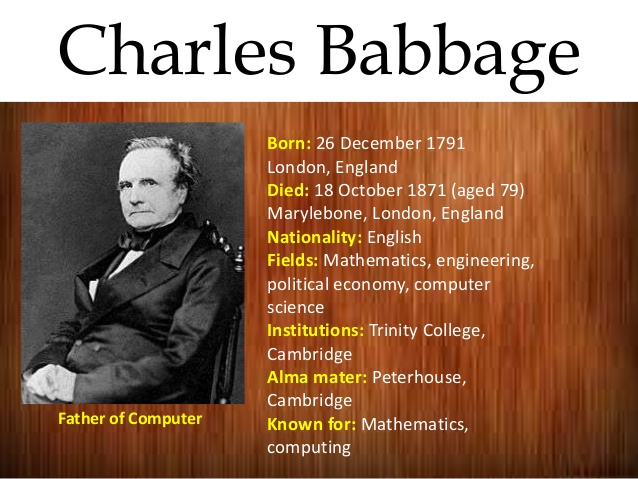 Charles Babbage
Born: 26 December 1791
London, England
Died: 18 October 1871 (aged 79)
Marylebone, London, England
Nationality: English
Fields: Mathematics, engineering,
political economy, computer
science
Institutions: Trinity College,
Cambridge
Alma mater: Peterhouse,
Cambridge
Known for: Mathematics,
computing
Father of Computer